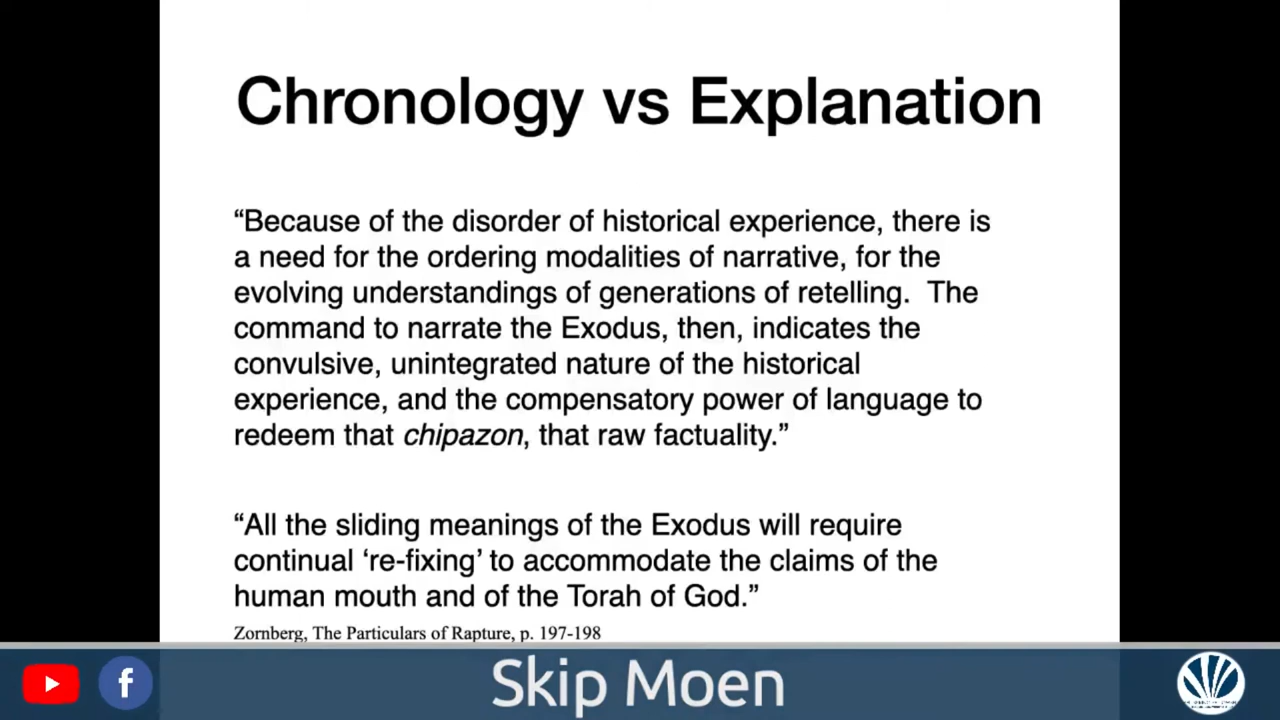 Chronology vs Explanation
“Because of the disorder of historical experience, there is
a need for the ordering modalities of narrative, for the
evolving understandings of generations of retelling.  The
command to narrate the Exodus, then, indicates the
convulsive, unintegrated nature of the historical
experience, and the compensatory power of language to
redeem that chipazon, that raw factuality.”
“All the sliding meanings of the Exodus will require
continual ‘re-fixing’ to accommodate the claims of the
human mouth and of the Torah of God.”
Zornberg, The Particulars of Rapture, p. 197-198
Skip Moen